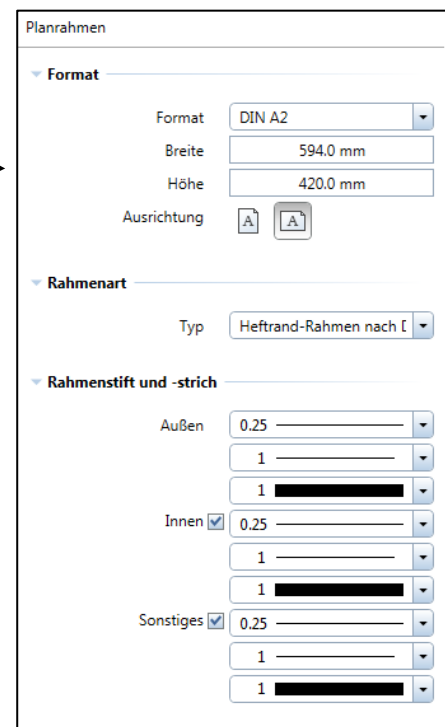 Planrahmen
Format
Format DIN A2
Breite 594.0 mm
Höhe 420.0 mm
Ausrichtung A A
Rahmenart
Typ Heftrand-Rahmen nach
Rahmenstift und -strich
Außen 0.25
1
1
Innen 0.25
1
1
Sonstiges 0.25
1
1